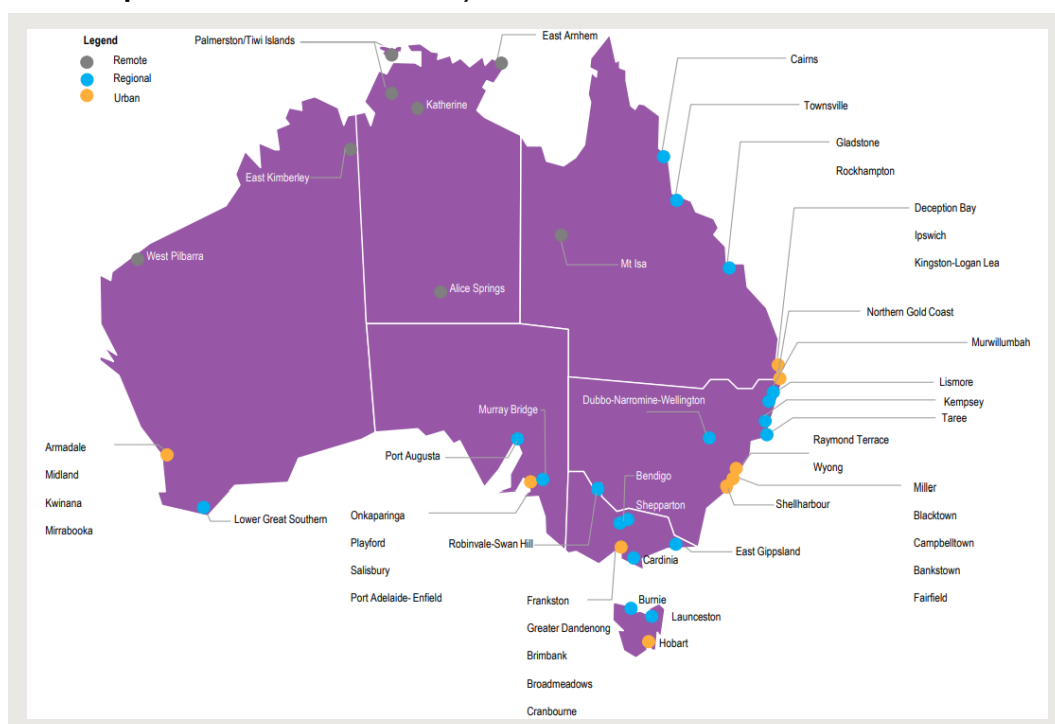 Legend
Remote
Regional
Urban
Palmerston/Tiwi Islands
East Arnhem
Katherine
East Kimberley
West Pilbarra
Alice Springs
Mt Isa
Cairns
Townsville
Gladstone
Rockhampton
Deception Bay
Ipswich
Kingston-Logan Lea
Northern Gold Coast
Murwillumbah
Lismore
Kempsey
Taree
Dubbo-Narromine-Wellington
Raymond Terrace
Wyong
Shellharbour
Miller
Blacktown
Campbelltown
Bankstown
Fairfield
Murray Bridge
Port Augusta
Bendigo
Shepparton
Armadale
Midland
Kwinana
Mirrabooka
Lower Great Southern
Onkaparinga
Playford
Salisbury
Port Adelaide- Enfield
Robinvale-Swan Hill
East Gippsland
Cardinia
Frankston
Greater Dandenong
Brimbank
Broadmeadows
Cranbourne
Burnie
Launceston
Hobart